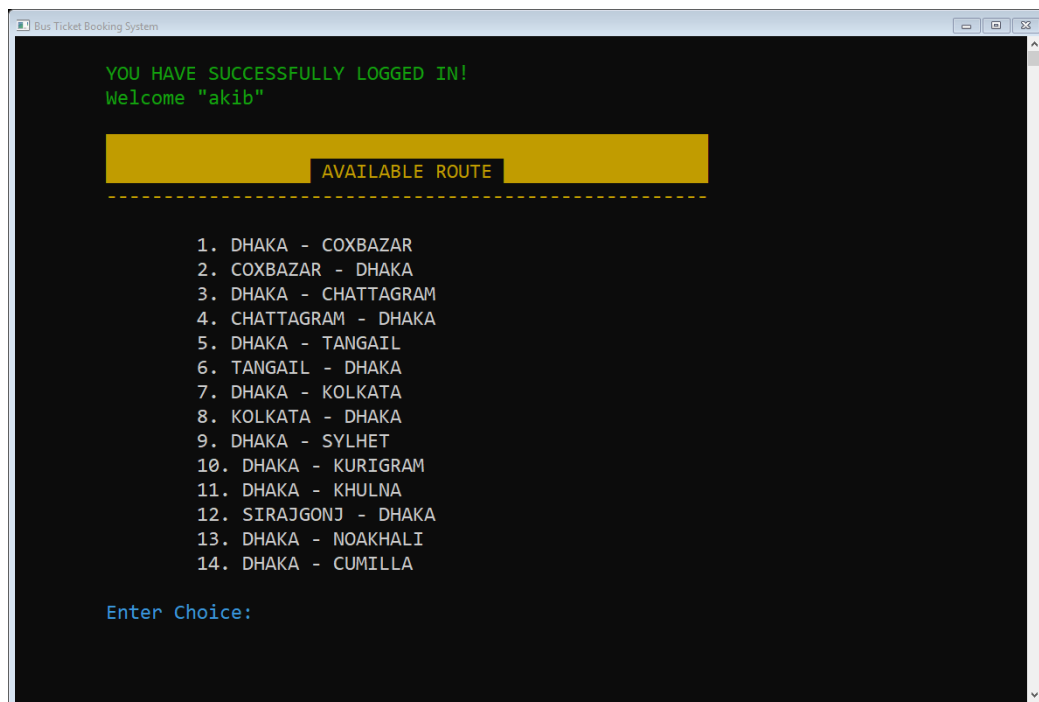 Bus Ticket Booking System
YOU HAVE SUCCESSFULLY LOGGED IN!
Welcome "akib"
AVAILABLE ROUTE
-----------------------------------------------------
1. DHAKA - COXBAZAR
2. COXBAZAR - DHAKA
3. DHAKA - CHATTAGRAM
4. CHATTAGRAM - DHAKA
5. DHAKA - TANGAIL
6. TANGAIL - DHAKA
7. DHAKA - KOLKATA
8. KOLKATA - DHAKA
9. DHAKA - SYLHET
10. DHAKA - KURIGRAM
11. DHAKA - KHULNA
12. SIRAJGONJ - DHAKA
13. DHAKA - NOAKHALI
14. DHAKA - CUMILLA
Enter Choice: